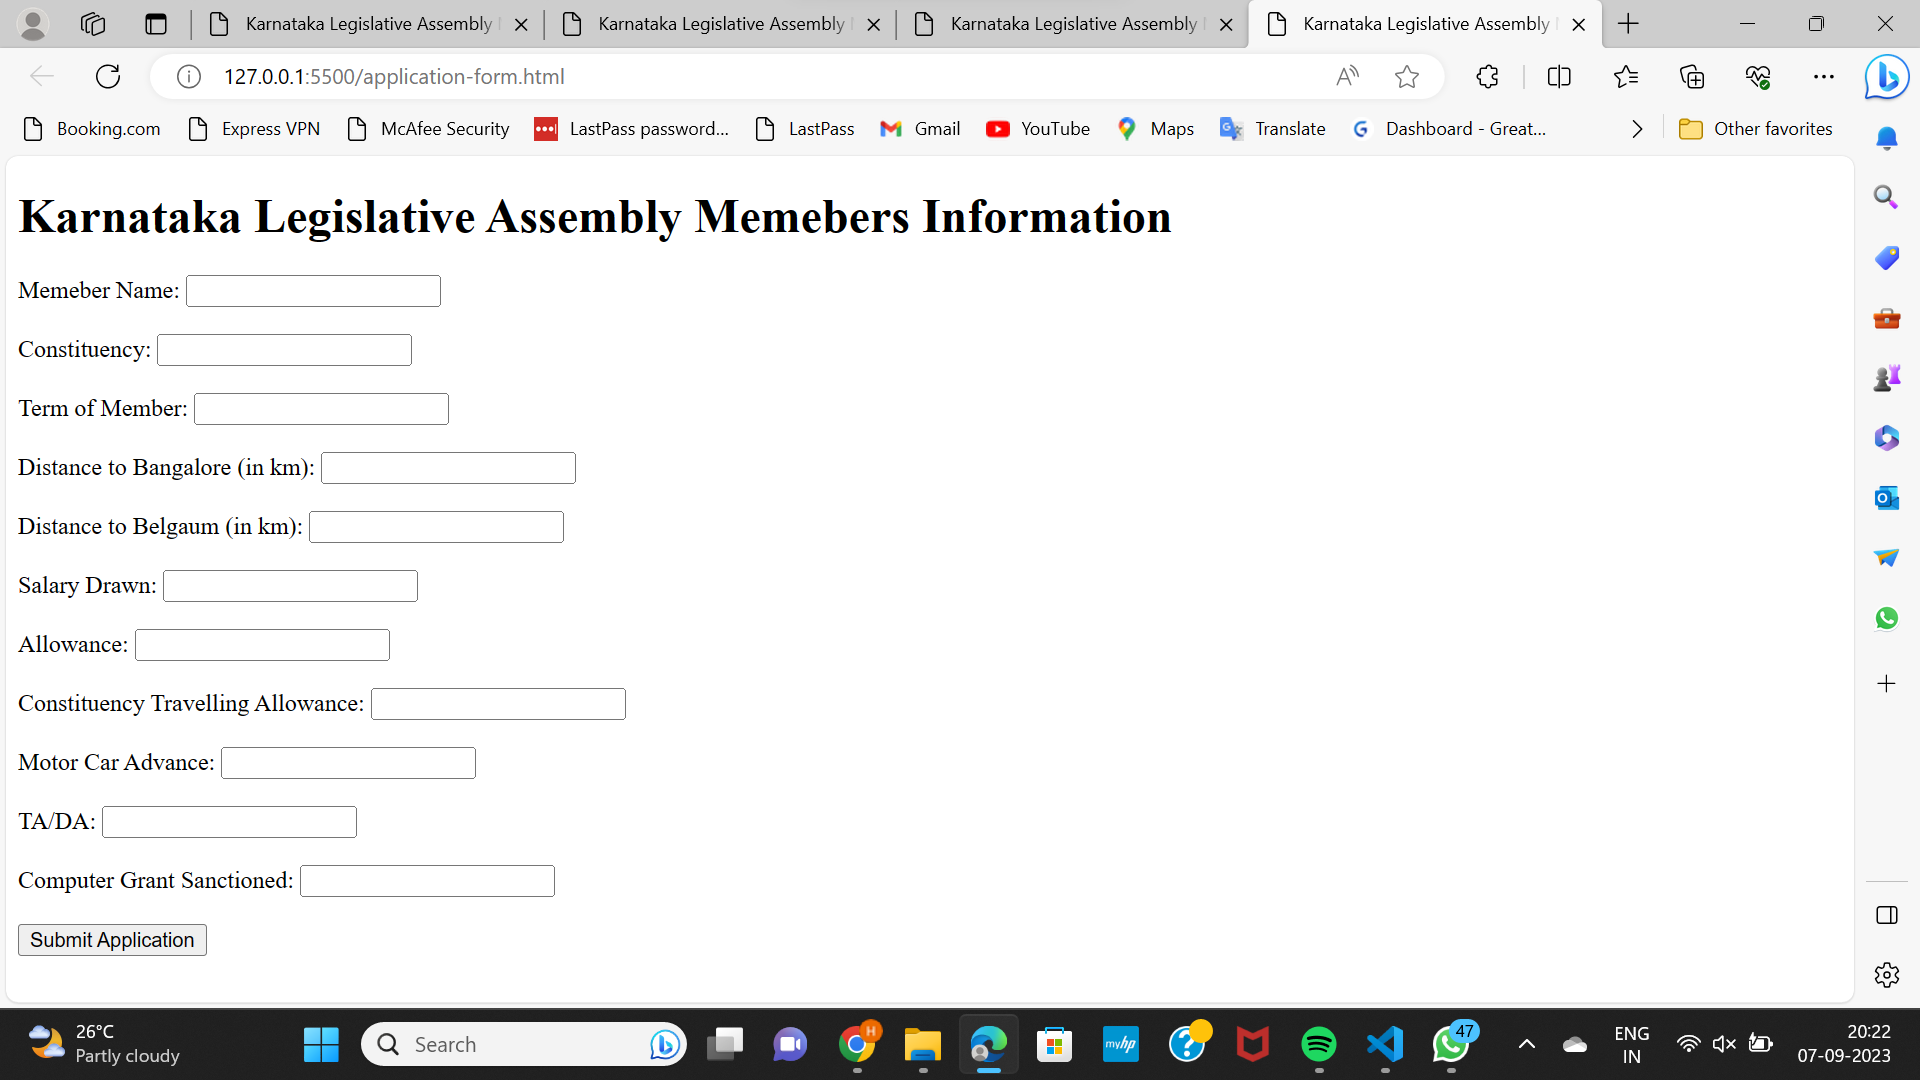 Karnataka Legislative Assembly
Karnataka Legislative Assembly
Karnataka Legislative Assembly
Karnataka Legislative Assembly
127.0.0.1:5500/application-form.html
Booking.com
Express VPN
McAfee Security
LastPass password...
LastPass
Gmail
YouTube
Maps
Translate
Dashboard - Great...
Other favorites
Karnataka Legislative Assembly Memebers Information
Memeber Name:
Constituency:
Term of Member:
Distance to Bangalore (in km):
Distance to Belgaum (in km):
Salary Drawn:
Allowance:
Constituency Travelling Allowance:
Motor Car Advance:
TA/DA:
Computer Grant Sanctioned:
Submit Application
26°C
Partly cloudy
Search
H
myhp
47
ENG
IN
20:22
07-09-2023